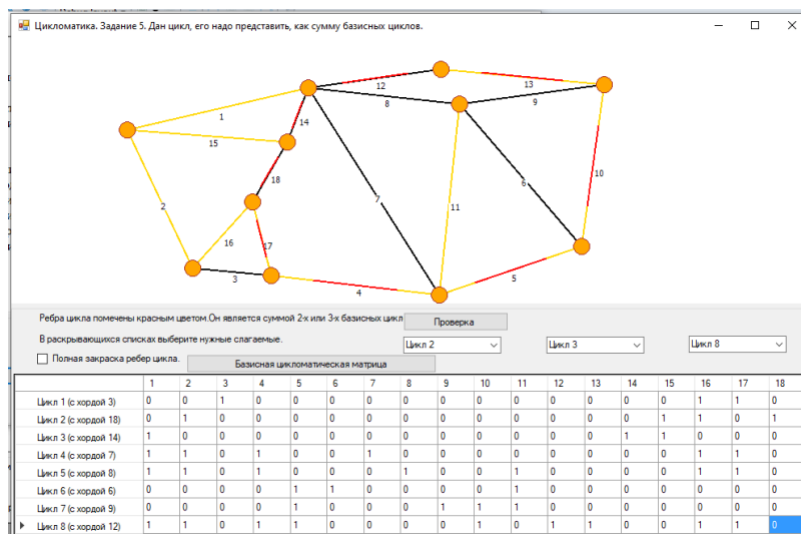 Цикломатика. Задание 5. Дан цикл, его надо представить, как сумму базисных циклов.
12
13
1
8
9
14
15
18
10
7
6
2
11
16
17
3
5
4
Ребра цикла помечены красным цветом.Он является суммой 2-х или 3-х базисных цикл
Проверка
В раскрывающихся списках выберите нужные слагаемые.
Цикл 2
Цикл 3
Цикл 8
Полная закраска ребер цикла.
Базисная цикломатическая матрица
1 2 3 4 5 6 7 8 9 10 11 12 13 14 15 16 17 18
Цикл 1 (с хордой 3) 0 0 1 0 0 0 0 0 0 0 0 0 0 0 0 1 1 0
Цикл 2 (с хордой 18) 0 1 0 0 0 0 0 0 0 0 0 0 0 0 1 1 0 1
Цикл 3 (с хордой 14) 1 0 0 0 0 0 0 0 0 0 0 0 0 1 1 0 0 0
Цикл 4 (с хордой 7) 1 1 0 1 0 0 1 0 0 0 0 0 0 0 0 1 1 0
Цикл 5 (с хордой 8) 1 1 0 1 0 0 0 1 0 0 1 0 0 0 0 1 1 0
Цикл 6 (с хордой 6) 0 0 0 0 1 1 0 0 0 0 1 0 0 0 0 0 0 0
Цикл 7 (с хордой 9) 0 0 0 0 1 0 0 0 1 1 1 0 0 0 0 0 0 0
Цикл 8 (с хордой 12) 1 1 0 1 1 0 0 0 0 1 0 1 1 0 0 1 1 0